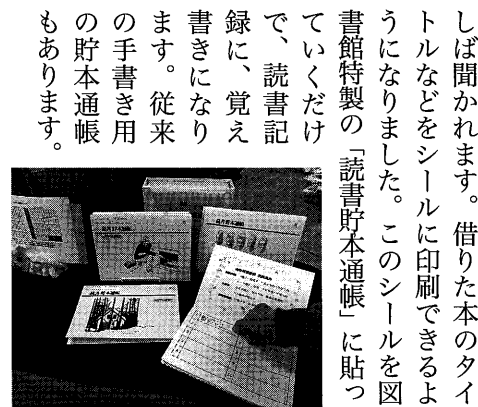 しば聞かれます。借りた本のタイ
トルなどをシールに印刷できるよ
うになりました。このシールを図
書館特製の「読書貯本通帳」に貼っ
ていくだけ
で、読書記
録に、覚え
書きになり
ます。従来
の手書き用
の貯本通帳
もあります。